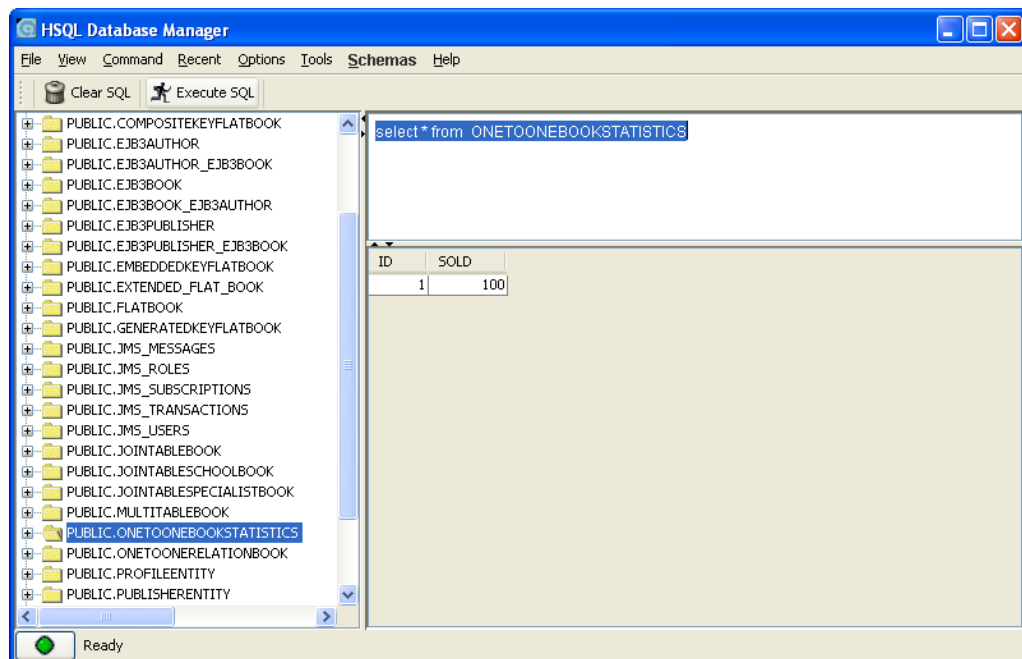 HSQL Database Manager
File View Command Recent Options Tools Schemas Help
Clear SQL Execute SQL
PUBLIC.COMPOSITEKEYFLATBOOK
PUBLIC.EJB3AUTHOR
PUBLIC.EJB3AUTHOR_EJB3BOOK
PUBLIC.EJB3BOOK
PUBLIC.EJB3BOOK_EJB3AUTHOR
PUBLIC.EJB3PUBLISHER
PUBLIC.EJB3PUBLISHER_EJB3BOOK
PUBLIC.EMBEDDEDKEYFLATBOOK
PUBLIC.EXTENDED_FLAT_BOOK
PUBLIC.FLATBOOK
PUBLIC.GENERATEDKEYFLATBOOK
PUBLIC.JMS_MESSAGES
PUBLIC.JMS_ROLES
PUBLIC.JMS_SUBSCRIPTIONS
PUBLIC.JMS_TRANSACTIONS
PUBLIC.JMS_USERS
PUBLIC.JOINTABLEBOOK
PUBLIC.JOINTABLESCHOOLBOOK
PUBLIC.JOINTABLESPECIALISTBOOK
PUBLIC.MULTITABLEBOOK
PUBLIC.ONETOONEBOOKSTATISTICS
PUBLIC.ONETOONERELATIONBOOK
PUBLIC.PROFILEENTITY
PUBLIC.PUBLISHERENTITY
select * from ONETOONEBOOKSTATISTICS
ID SOLD
1 100
Ready